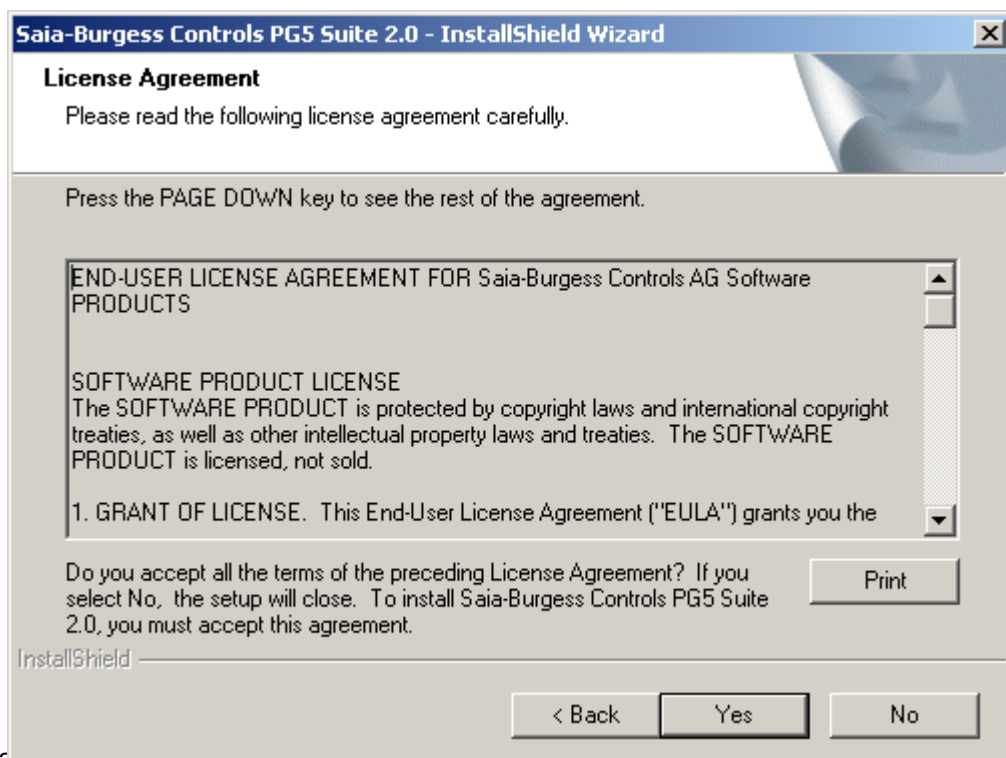 Saia-Burgess Controls PG5 Suite 2.0 - InstallShield Wizard
License Agreement
Please read the following license agreement carefully.
Press the PAGE DOWN key to see the rest of the agreement.
END-USER LICENSE AGREEMENT FOR Saia-Burgess Controls AG Software
PRODUCTS
SOFTWARE PRODUCT LICENSE
The SOFTWARE PRODUCT is protected by copyright laws and international copyright
treaties, as well as other intellectual property laws and treaties.  The SOFTWARE
PRODUCT is licensed, not sold.
1. GRANT OF LICENSE.  This End-User License Agreement ("EULA") grants you the
Do you accept all the terms of the preceding License Agreement?  If you
select No,  the setup will close.  To install Saia-Burgess Controls PG5 Suite
2.0, you must accept this agreement.
Print
InstallShield
< Back
Yes
No